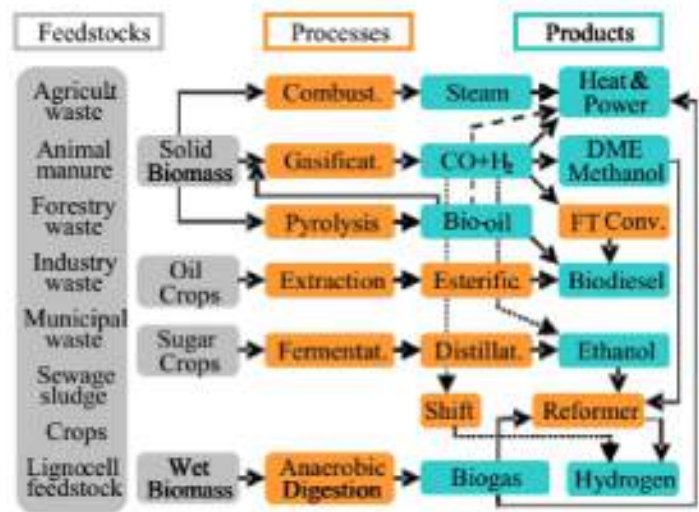 Feedstocks
Processes
Products
Agricult
waste
Animal
manure
Forestry
waste
Industry
waste
Municipal
waste
Sewage
sludge
Crops
Lignocell
feedstock
Solid
Biomass
Oil
Crops
Sugar
Crops
Wet
Biomass
Combust.
Gasificat.
Pyrolysis
Extraction
Fermentat.
Anaerobic
Digestion
Steam
CO+H₂
Bio-oil
Esterific.
Distillat.
Shift
Biogas
Heat &
Power
DME
Methanol
FT Conv.
Biodiesel
Ethanol
Reformer
Hydrogen